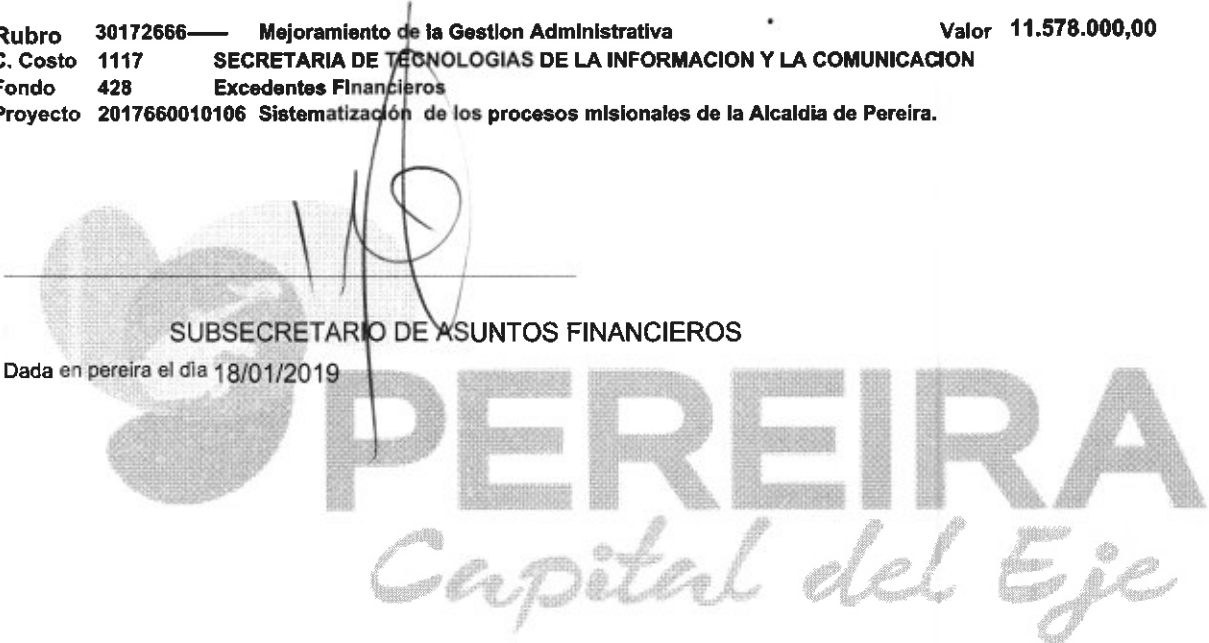 Rubro 30172666—— Mejoramiento de la Gestion Administrativa Valor 11.578.000,00
C. Costo 1117 SECRETARIA DE TECNOLOGIAS DE LA INFORMACION Y LA COMUNICACION
Fondo 428 Excedentes Financieros
Proyecto 2017660010106 Sistematización de los procesos misionales de la Alcaldia de Pereira.
SUBSECRETARIO DE ASUNTOS FINANCIEROS
Dada en pereira el dia 18/01/2019
PEREIRA
Capital del Eje